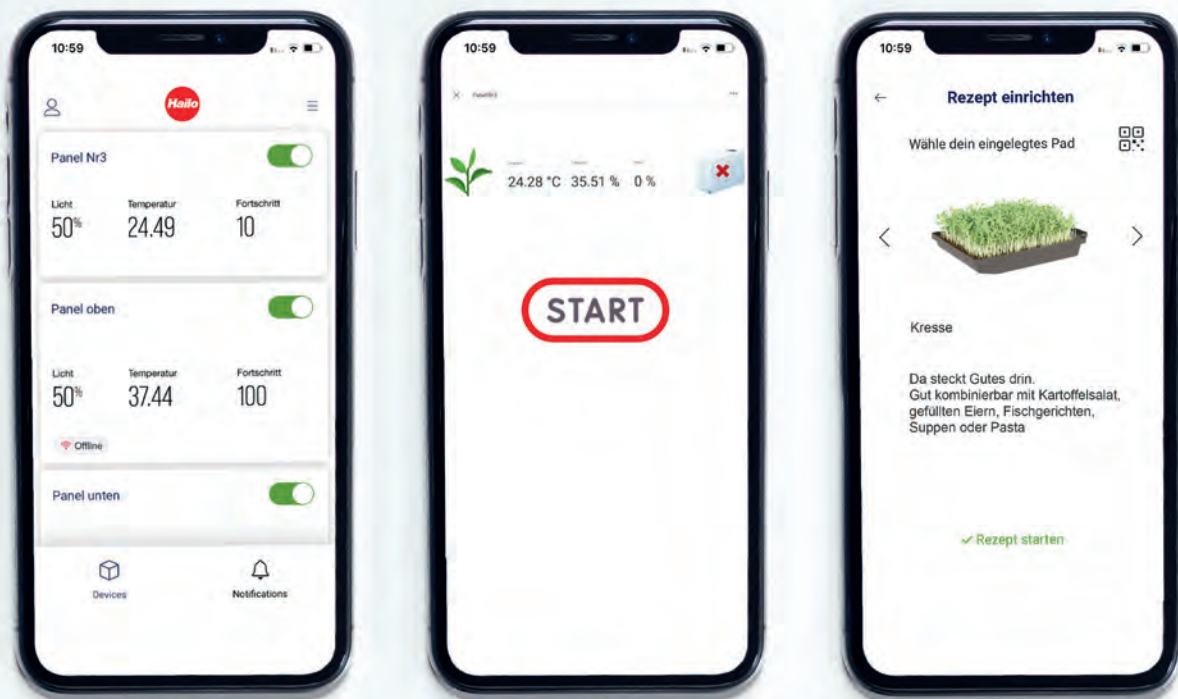 10:59
Hailo
Panel Nr3
Licht Temperatur Fortschritt
50% 24.49 10
Panel oben
Licht Temperatur Fortschritt
50% 37.44 100
Offline
Panel unten
Devices Notifications
10:59
PanelNr3
24.28 °C 35.51 % 0 %
START
10:59
Rezept einrichten
Wähle dein eingelegtes Pad
Kresse
Da steckt Gutes drin.
Gut kombinierbar mit Kartoffelsalat,
gefüllten Eiern, Fischgerichten,
Suppen oder Pasta
Rezept starten